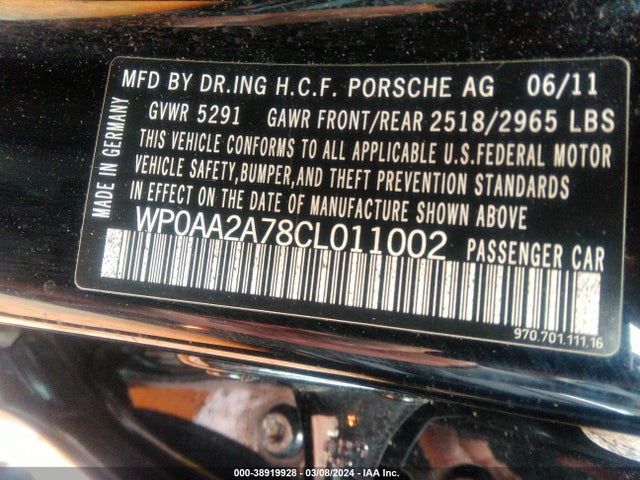 MFD BY DR.ING H.C.F. PORSCHE AG 06/11
GVWR 5291 GAWR FRONT/REAR 2518/2965 LBS
THIS VEHICLE CONFORMS TO ALL APPLICABLE U.S.FEDERAL MOTOR
VEHICLE SAFETY,BUMPER,AND THEFT PREVENTION STANDARDS
IN EFFECT ON THE DATE OF MANUFACTURE SHOWN ABOVE
MADE IN GERMANY
WP0AA2A78CL011002 PASSENGER CAR
970.701.111.16
000-38919928 - 03/08/2024 - IAA Inc.